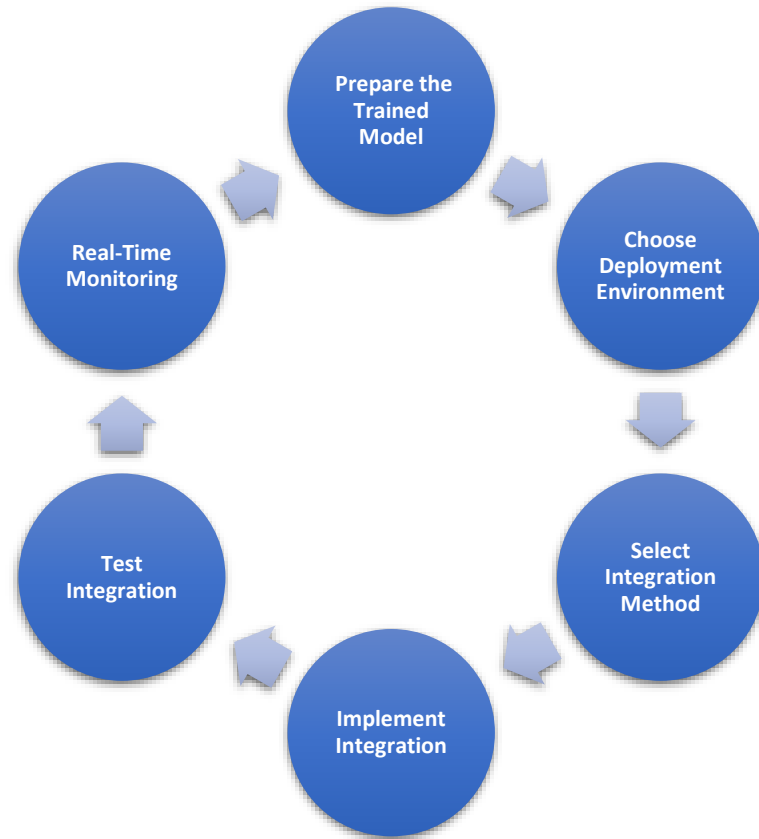 Prepare the
Trained
Model
Choose
Deployment
Environment
Select
Integration
Method
Implement
Integration
Test
Integration
Real-Time
Monitoring